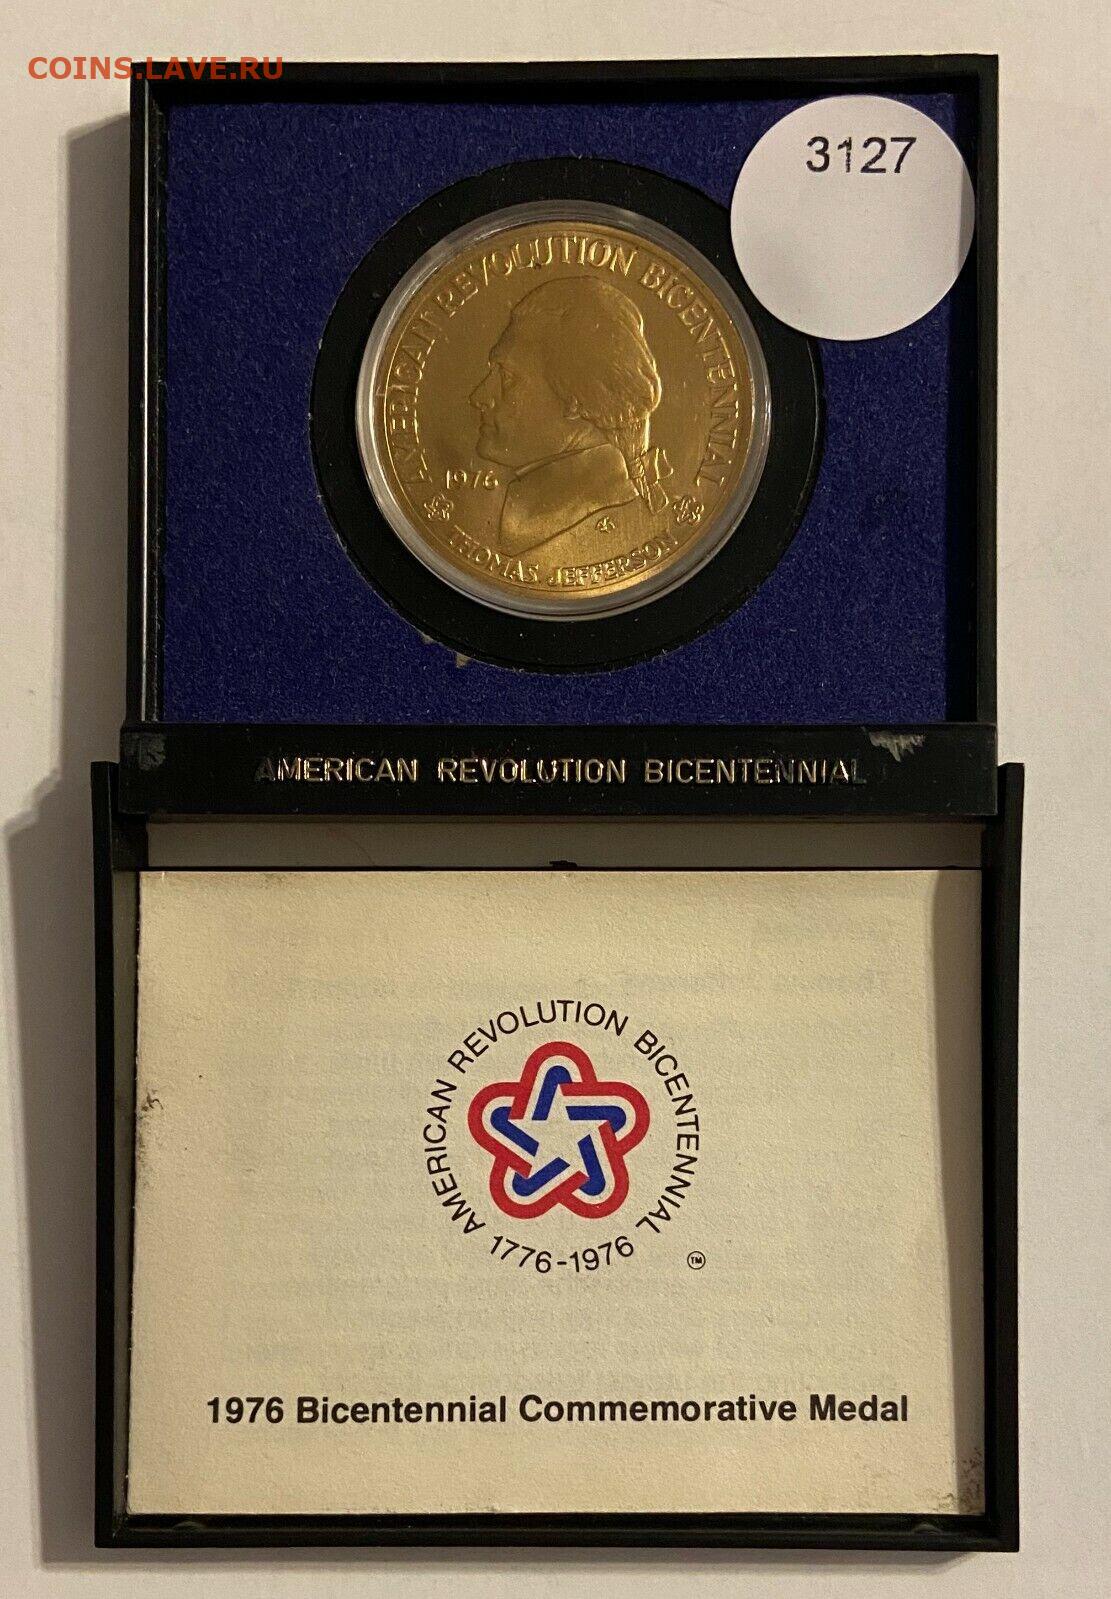 COINS.LAVE.RU
3127
AMERICAN REVOLUTION BICENTENNIAL
1976
THOMAS JEFFERSON
AMERICAN REVOLUTION BICENTENNIAL
AMERICAN REVOLUTION BICENTENNIAL
1776-1976
TM
1976 Bicentennial Commemorative Medal